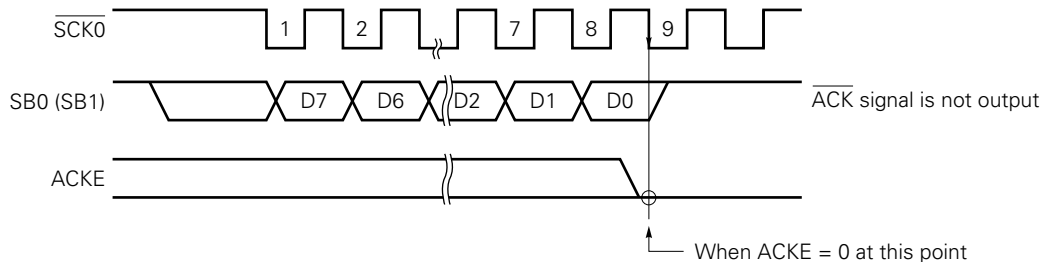 SCK0 1 2 7 8 9
SB0 (SB1) D7 D6 D2 D1 D0 ACK signal is not output
ACKE
When ACKE = 0 at this point